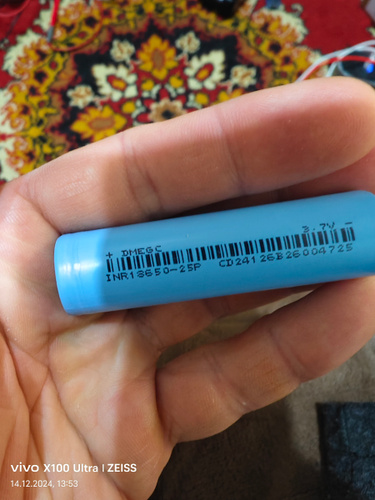 + DMEGC 3.7V -
INR18650-25P CD24126B26004725
vivo X100 Ultra | ZEISS
14.12.2024, 13:53